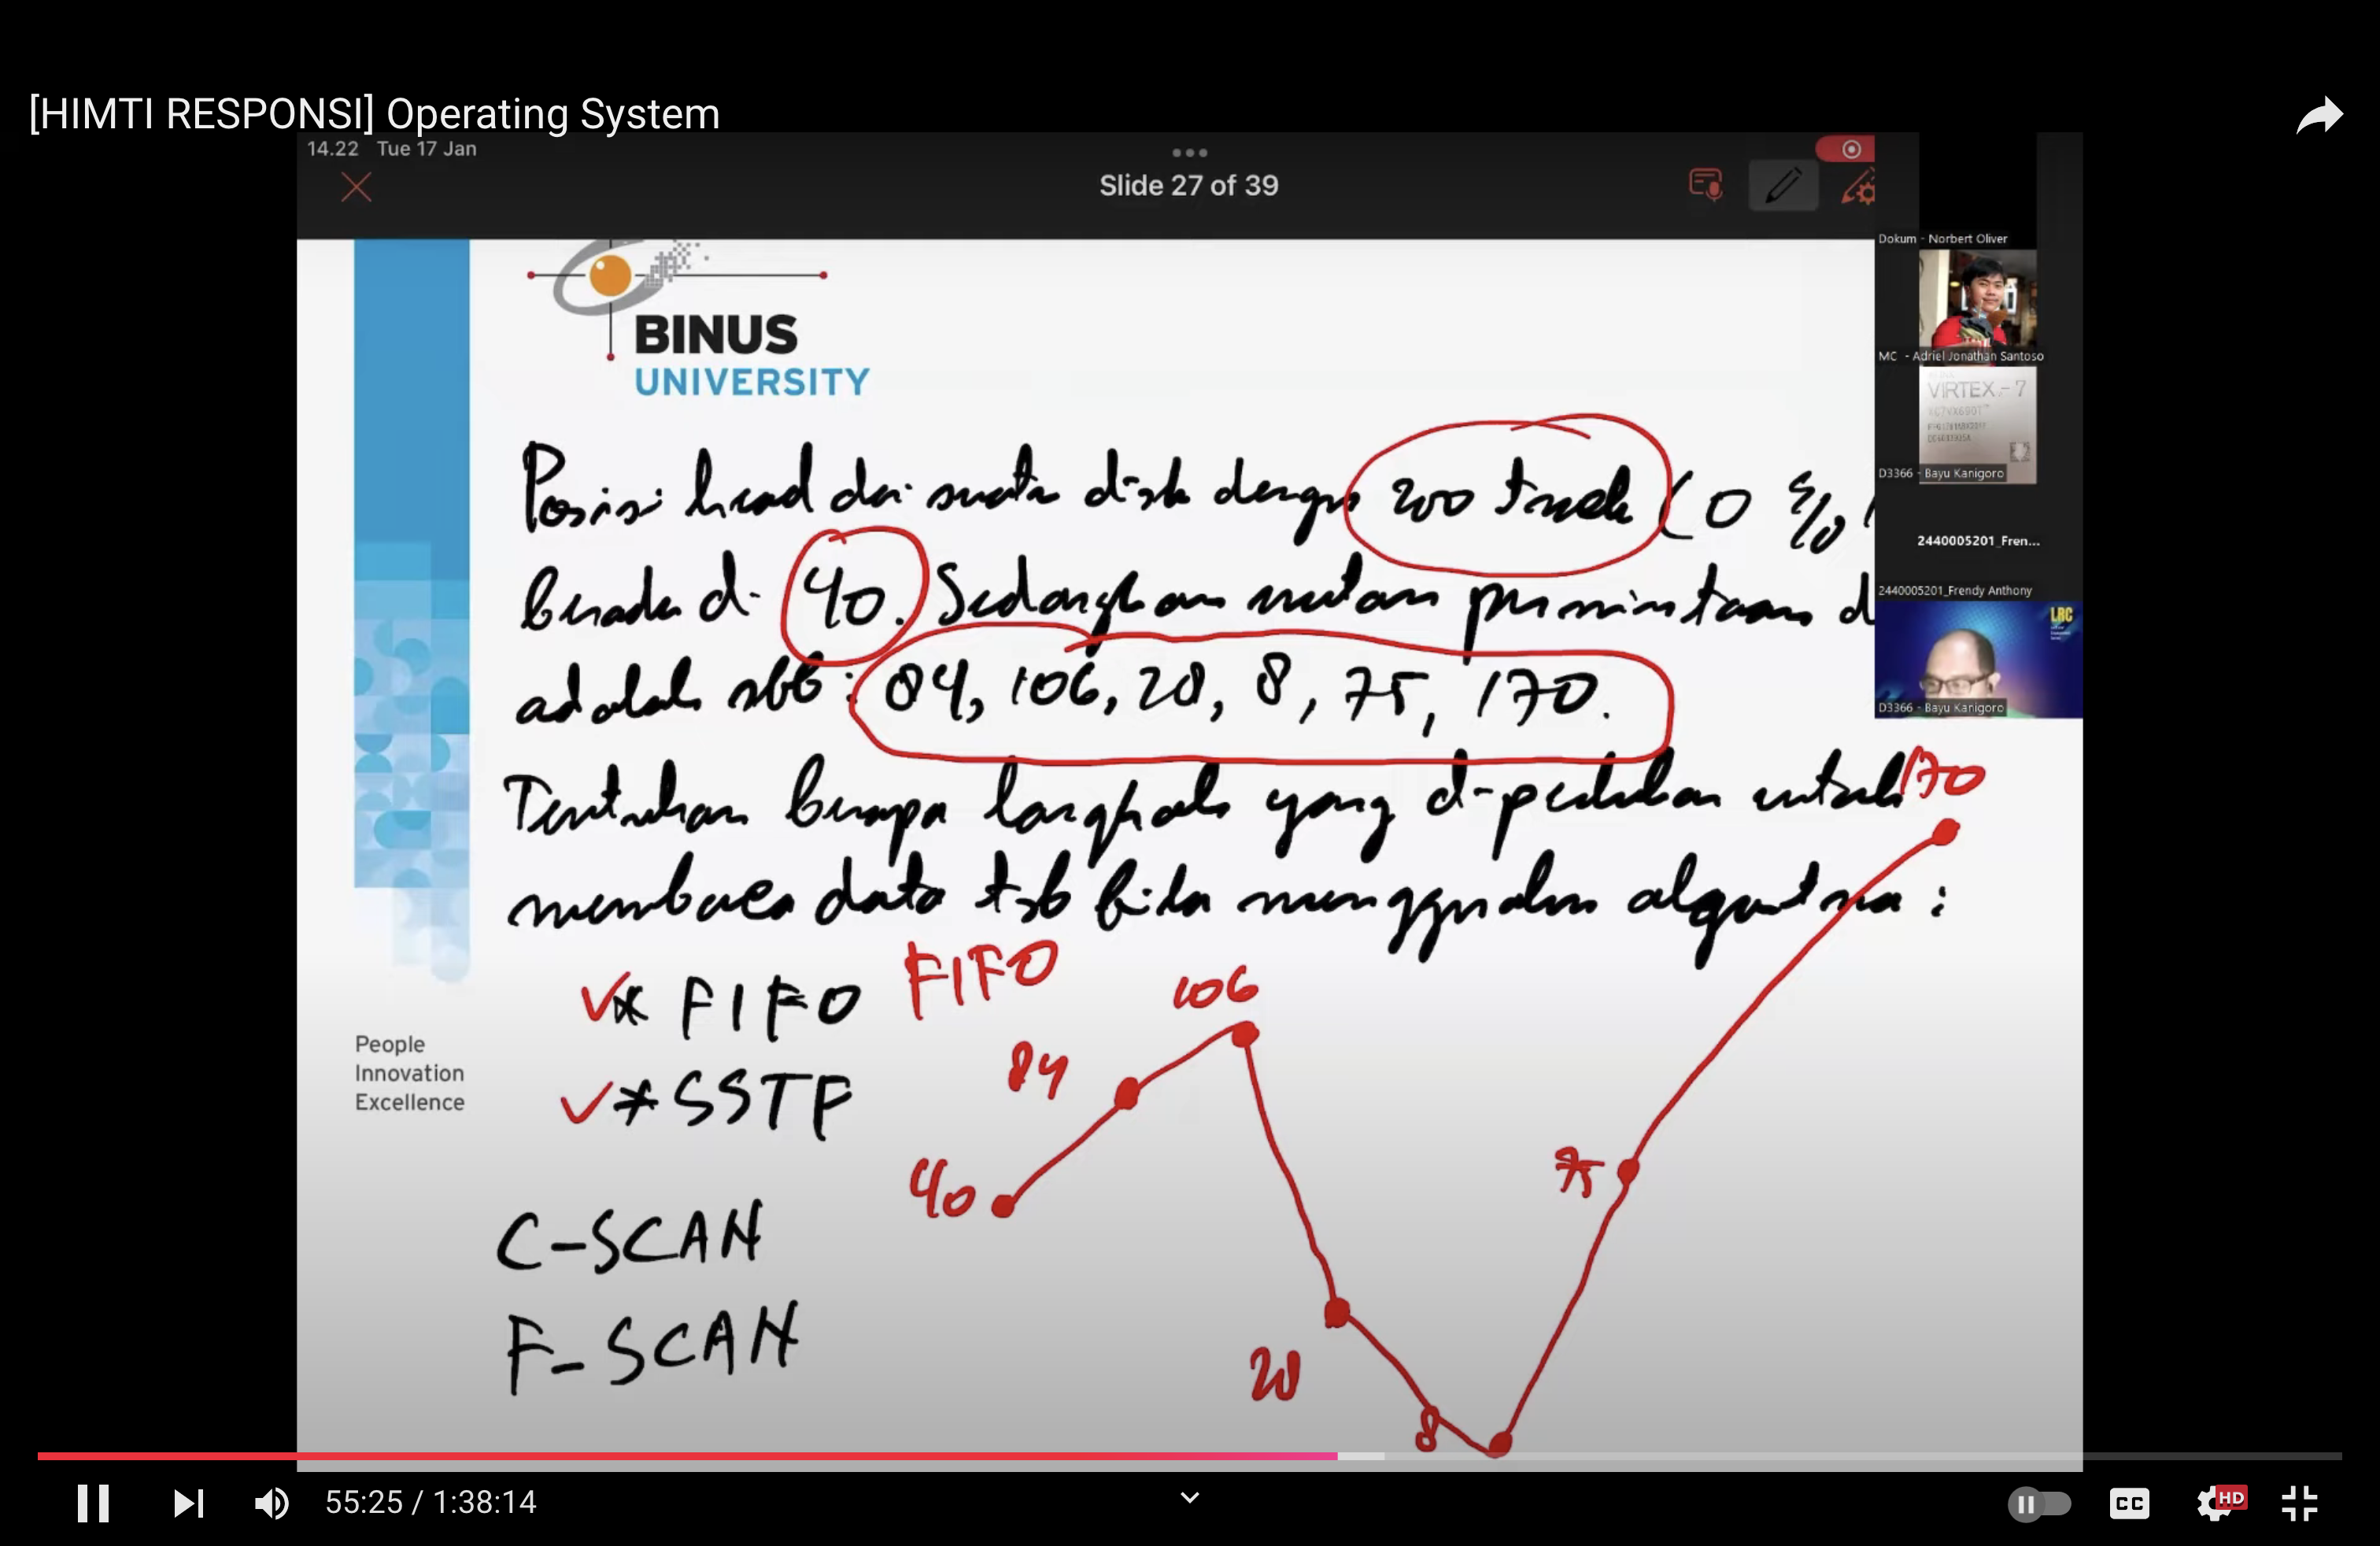 [HIMTI RESPONSI] Operating System
14.22 Tue 17 Jan
Slide 27 of 39
Dokum - Norbert Oliver
BINUS
UNIVERSITY
MC - Adriel Jonathan Santoso
VIRTEX-7
D3366 - Bayu Kanigoro
Posisi head dari suatu disk dengan 200 track (0 s/d
2440005201_Fren...
2440005201_Frendy Anthony
berada di 40. Sedangkan urutan permintaan d
LRC
adalah sbb: 84, 106, 28, 8, 75, 170.
D3366 - Bayu Kanigoro
Tentukan berapa langkah yang diperlukan untuk
170
membaca data tsb bila menggunakan algoritma :
* FIFO
FIFO
106
84
* SSTF
40
75
People
Innovation
Excellence
C-SCAN
F-SCAN
28
8
55:25 / 1:38:14
CC
HD